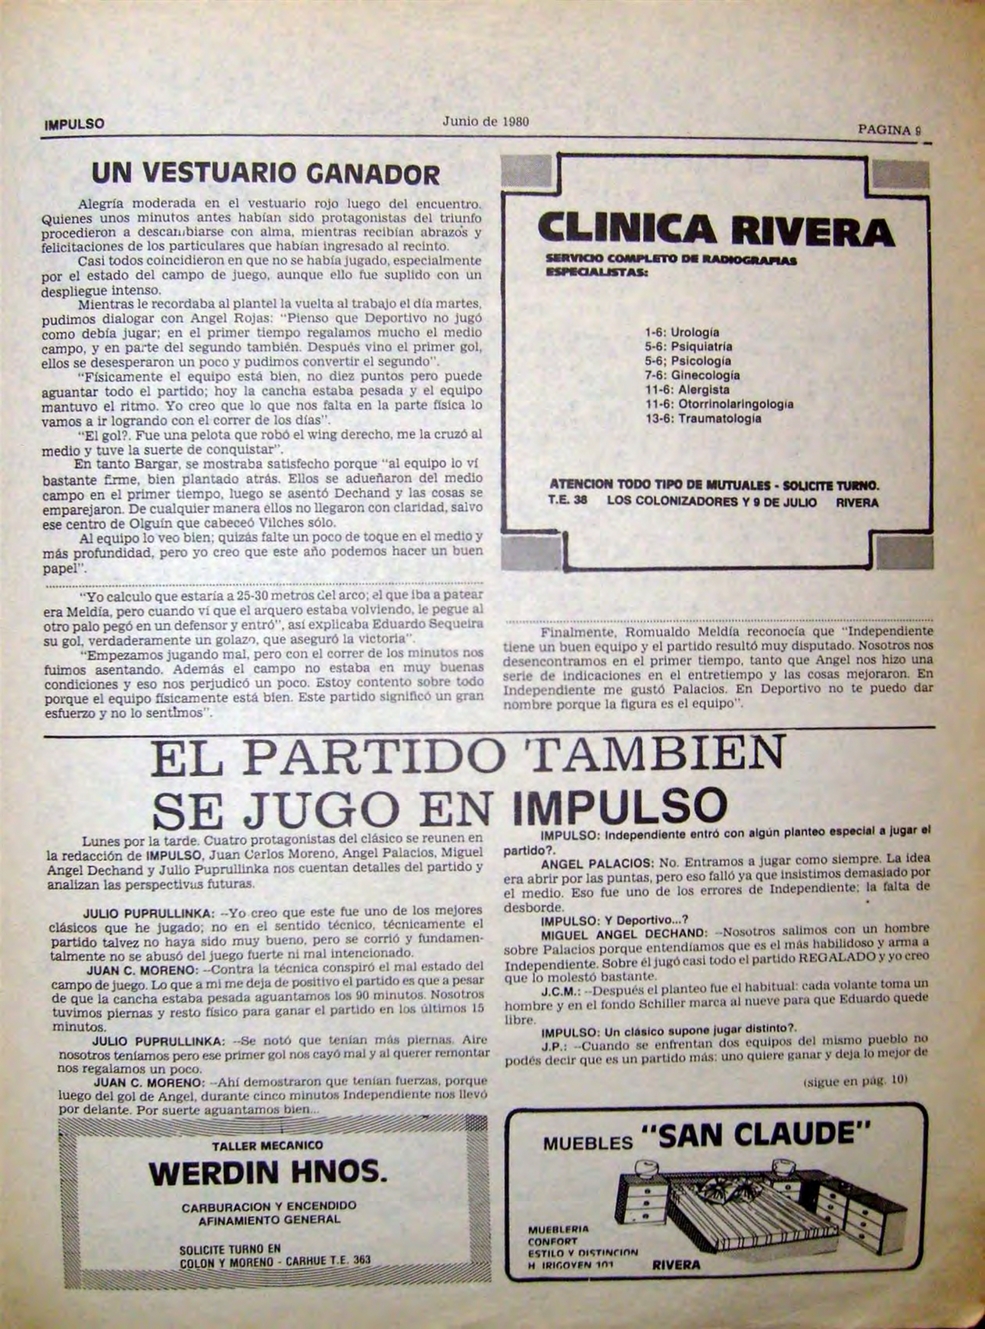 IMPULSO
Junio de 1980
PAGINA 9
UN VESTUARIO GANADOR
Alegría moderada en el vestuario rojo luego del encuentro.
Quienes unos minutos antes habían sido protagonistas del triunfo
procedieron a descambiarse con alma, mientras recibían abrazos y
felicitaciones de los particulares que habían ingresado al recinto.
Casi todos coincidieron en que no se había jugado, especialmente
por el estado del campo de juego, aunque ello fue suplido con un
despliegue intenso.
Mientras le recordaba al plantel la vuelta al trabajo el día martes,
pudimos dialogar con Angel Rojas: "Pienso que Deportivo no jugó
como debía jugar; en el primer tiempo regalamos mucho el medio
campo, y en parte del segundo también. Después vino el primer gol,
ellos se desesperaron un poco y pudimos convertir el segundo".
"Físicamente el equipo está bien, no diez puntos pero puede
aguantar todo el partido; hoy la cancha estaba pesada y el equipo
mantuvo el ritmo. Yo creo que lo que nos falta en la parte física lo
vamos a ir logrando con el correr de los días".
"El gol?. Fue una pelota que robó el wing derecho, me la cruzó al
medio y tuve la suerte de conquistar".
En tanto Bargar, se mostraba satisfecho porque "al equipo lo ví
bastante firme, bien plantado atrás. Ellos se adueñaron del medio
campo en el primer tiempo, luego se asentó Dechand y las cosas se
emparejaron. De cualquier manera ellos no llegaron con claridad, salvo
ese centro de Olguín que cabeceó Vilches sólo.
Al equipo lo veo bien; quizás falte un poco de toque en el medio y
más profundidad, pero yo creo que este año podemos hacer un buen
papel".
"Yo calculo que estaría a 25-30 metros del arco; el que iba a patear
era Meldía, pero cuando ví que el arquero estaba volviendo, le pegue al
otro palo pegó en un defensor y entró", así explicaba Eduardo Sequeira
su gol, verdaderamente un golazo, que aseguró la victoria".
"Empezamos jugando mal, pero con el correr de los minutos nos
fuimos asentando. Además el campo no estaba en muy buenas
condiciones y eso nos perjudicó un poco. Estoy contento sobre todo
porque el equipo físicamente está bien. Este partido significó un gran
esfuerzo y no lo sentimos".
CLINICA RIVERA
SERVICIO COMPLETO DE RADIOGRAFIAS
ESPECIALISTAS:
1-6: Urología
5-6: Psiquiatría
5-6; Psicología
7-6: Ginecología
11-6: Alergista
11-6: Otorrinolaringología
13-6: Traumatología
ATENCION TODO TIPO DE MUTUALES - SOLICITE TURNO.
T.E. 38 LOS COLONIZADORES Y 9 DE JULIO RIVERA
Finalmente, Romualdo Meldía reconocía que "Independiente
tiene un buen equipo y el partido resultó muy disputado. Nosotros nos
desencontramos en el primer tiempo, tanto que Angel nos hizo una
serie de indicaciones en el entretiempo y las cosas mejoraron. En
Independiente me gustó Palacios. En Deportivo no te puedo dar
nombre porque la figura es el equipo".
EL PARTIDO TAMBIEN
SE JUGO EN IMPULSO
Lunes por la tarde. Cuatro protagonistas del clásico se reunen en
la redacción de IMPULSO, Juan Carlos Moreno, Angel Palacios, Miguel
Angel Dechand y Julio Puprullinka nos cuentan detalles del partido y
analizan las perspectivas futuras.
JULIO PUPRULLINKA: --Yo creo que este fue uno de los mejores
clásicos que he jugado; no en el sentido técnico, técnicamente el
partido talvez no haya sido muy bueno, pero se corrió y fundamen-
talmente no se abusó del juego fuerte ni mal intencionado.
JUAN C. MORENO: --Contra la técnica conspiró el mal estado del
campo de juego. Lo que a mi me deja de positivo el partido es que a pesar
de que la cancha estaba pesada aguantamos los 90 minutos. Nosotros
tuvimos piernas y resto físico para ganar el partido en los últimos 15
minutos.
JULIO PUPRULLINKA: --Se notó que tenían más piernas. Aire
nosotros teníamos pero ese primer gol nos cayó mal y al querer remontar
nos regalamos un poco.
JUAN C. MORENO: --Ahí demostraron que tenían fuerzas, porque
luego del gol de Angel, durante cinco minutos Independiente nos llevó
por delante. Por suerte aguantamos bien...
IMPULSO: Independiente entró con algún planteo especial a jugar el
partido?.
ANGEL PALACIOS: No. Entramos a jugar como siempre. La idea
era abrir por las puntas, pero eso falló ya que insistimos demasiado por
el medio. Eso fue uno de los errores de Independiente; la falta de
desborde.
IMPULSO: Y Deportivo...?
MIGUEL ANGEL DECHAND: --Nosotros salimos con un hombre
sobre Palacios porque entendíamos que es el más habilidoso y arma a
Independiente. Sobre él jugó casi todo el partido REGALADO y yo creo
que lo molestó bastante.
J.C.M.: --Después el planteo fue el habitual: cada volante toma un
hombre y en el fondo Schiller marca al nueve para que Eduardo quede
libre.
IMPULSO: Un clásico supone jugar distinto?.
J.P.: --Cuando se enfrentan dos equipos del mismo pueblo no
podés decir que es un partido más: uno quiere ganar y deja lo mejor de
(sigue en pág. 10)
TALLER MECANICO
WERDIN HNOS.
CARBURACION Y ENCENDIDO
AFINAMIENTO GENERAL
SOLICITE TURNO EN
COLON Y MORENO - CARHUE T.E. 363
MUEBLES "SAN CLAUDE"
MUEBLERIA
CONFORT
ESTILO Y DISTINCION
H IRIGOYEN 101 RIVERA